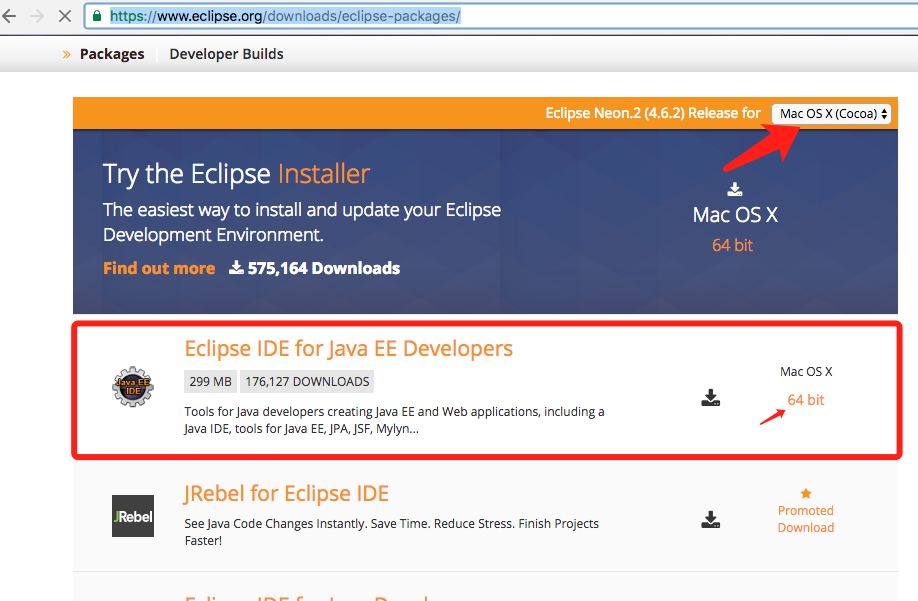 https://www.eclipse.org/downloads/eclipse-packages/
» Packages Developer Builds
Eclipse Neon.2 (4.6.2) Release for Mac OS X (Cocoa)
Try the Eclipse Installer
The easiest way to install and update your Eclipse
Development Environment.
Find out more 575,164 Downloads
Mac OS X
64 bit
Eclipse IDE for Java EE Developers
299 MB 176,127 DOWNLOADS
Tools for Java developers creating Java EE and Web applications, including a
Java IDE, tools for Java EE, JPA, JSF, Mylyn...
Java EE
IDE
Mac OS X
64 bit
JRebel for Eclipse IDE
See Java Code Changes Instantly. Save Time. Reduce Stress. Finish Projects
Faster!
JRebel
Promoted
Download